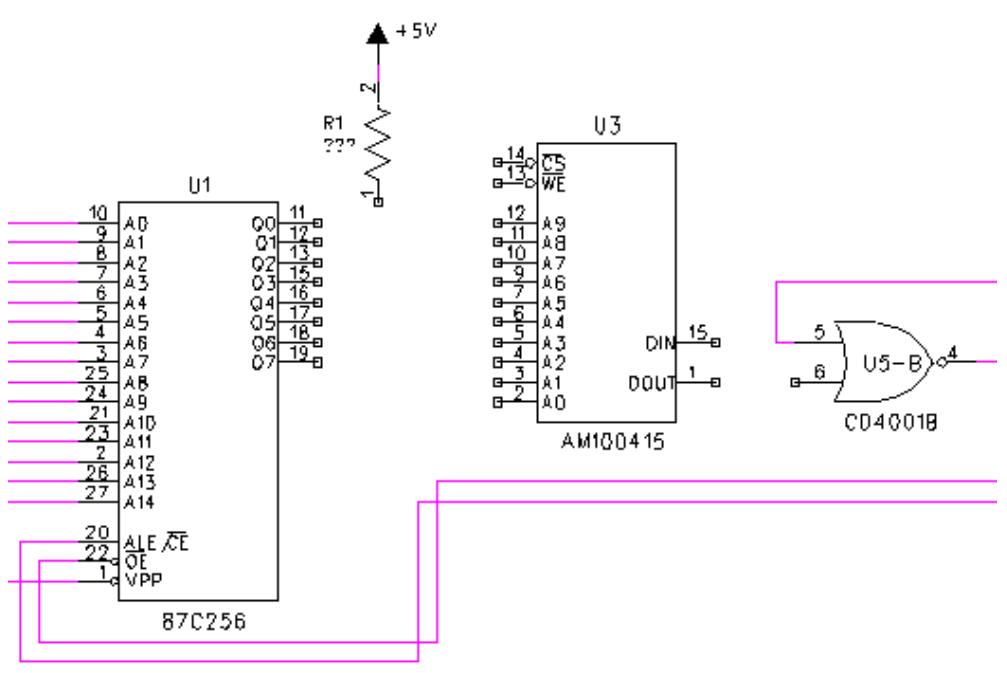 +5V
2
R1
???
1
U1
10 A0 Q0 11
9 A1 Q1 12
8 A2 Q2 13
7 A3 Q3 15
6 A4 Q4 16
5 A5 Q5 17
4 A6 Q6 18
3 A7 Q7 19
25 A8
24 A9
21 A10
23 A11
2 A12
26 A13
27 A14
20 ALE/CE
22 OE
1 VPP
87C256
U3
14 CS
13 WE
12 A9
11 A8
10 A7
9 A6
7 A5
6 A4
5 A3 DIN 15
4 A2
3 A1 DOUT 1
2 A0
AM100415
5
U5-B 4
6
CD4001B